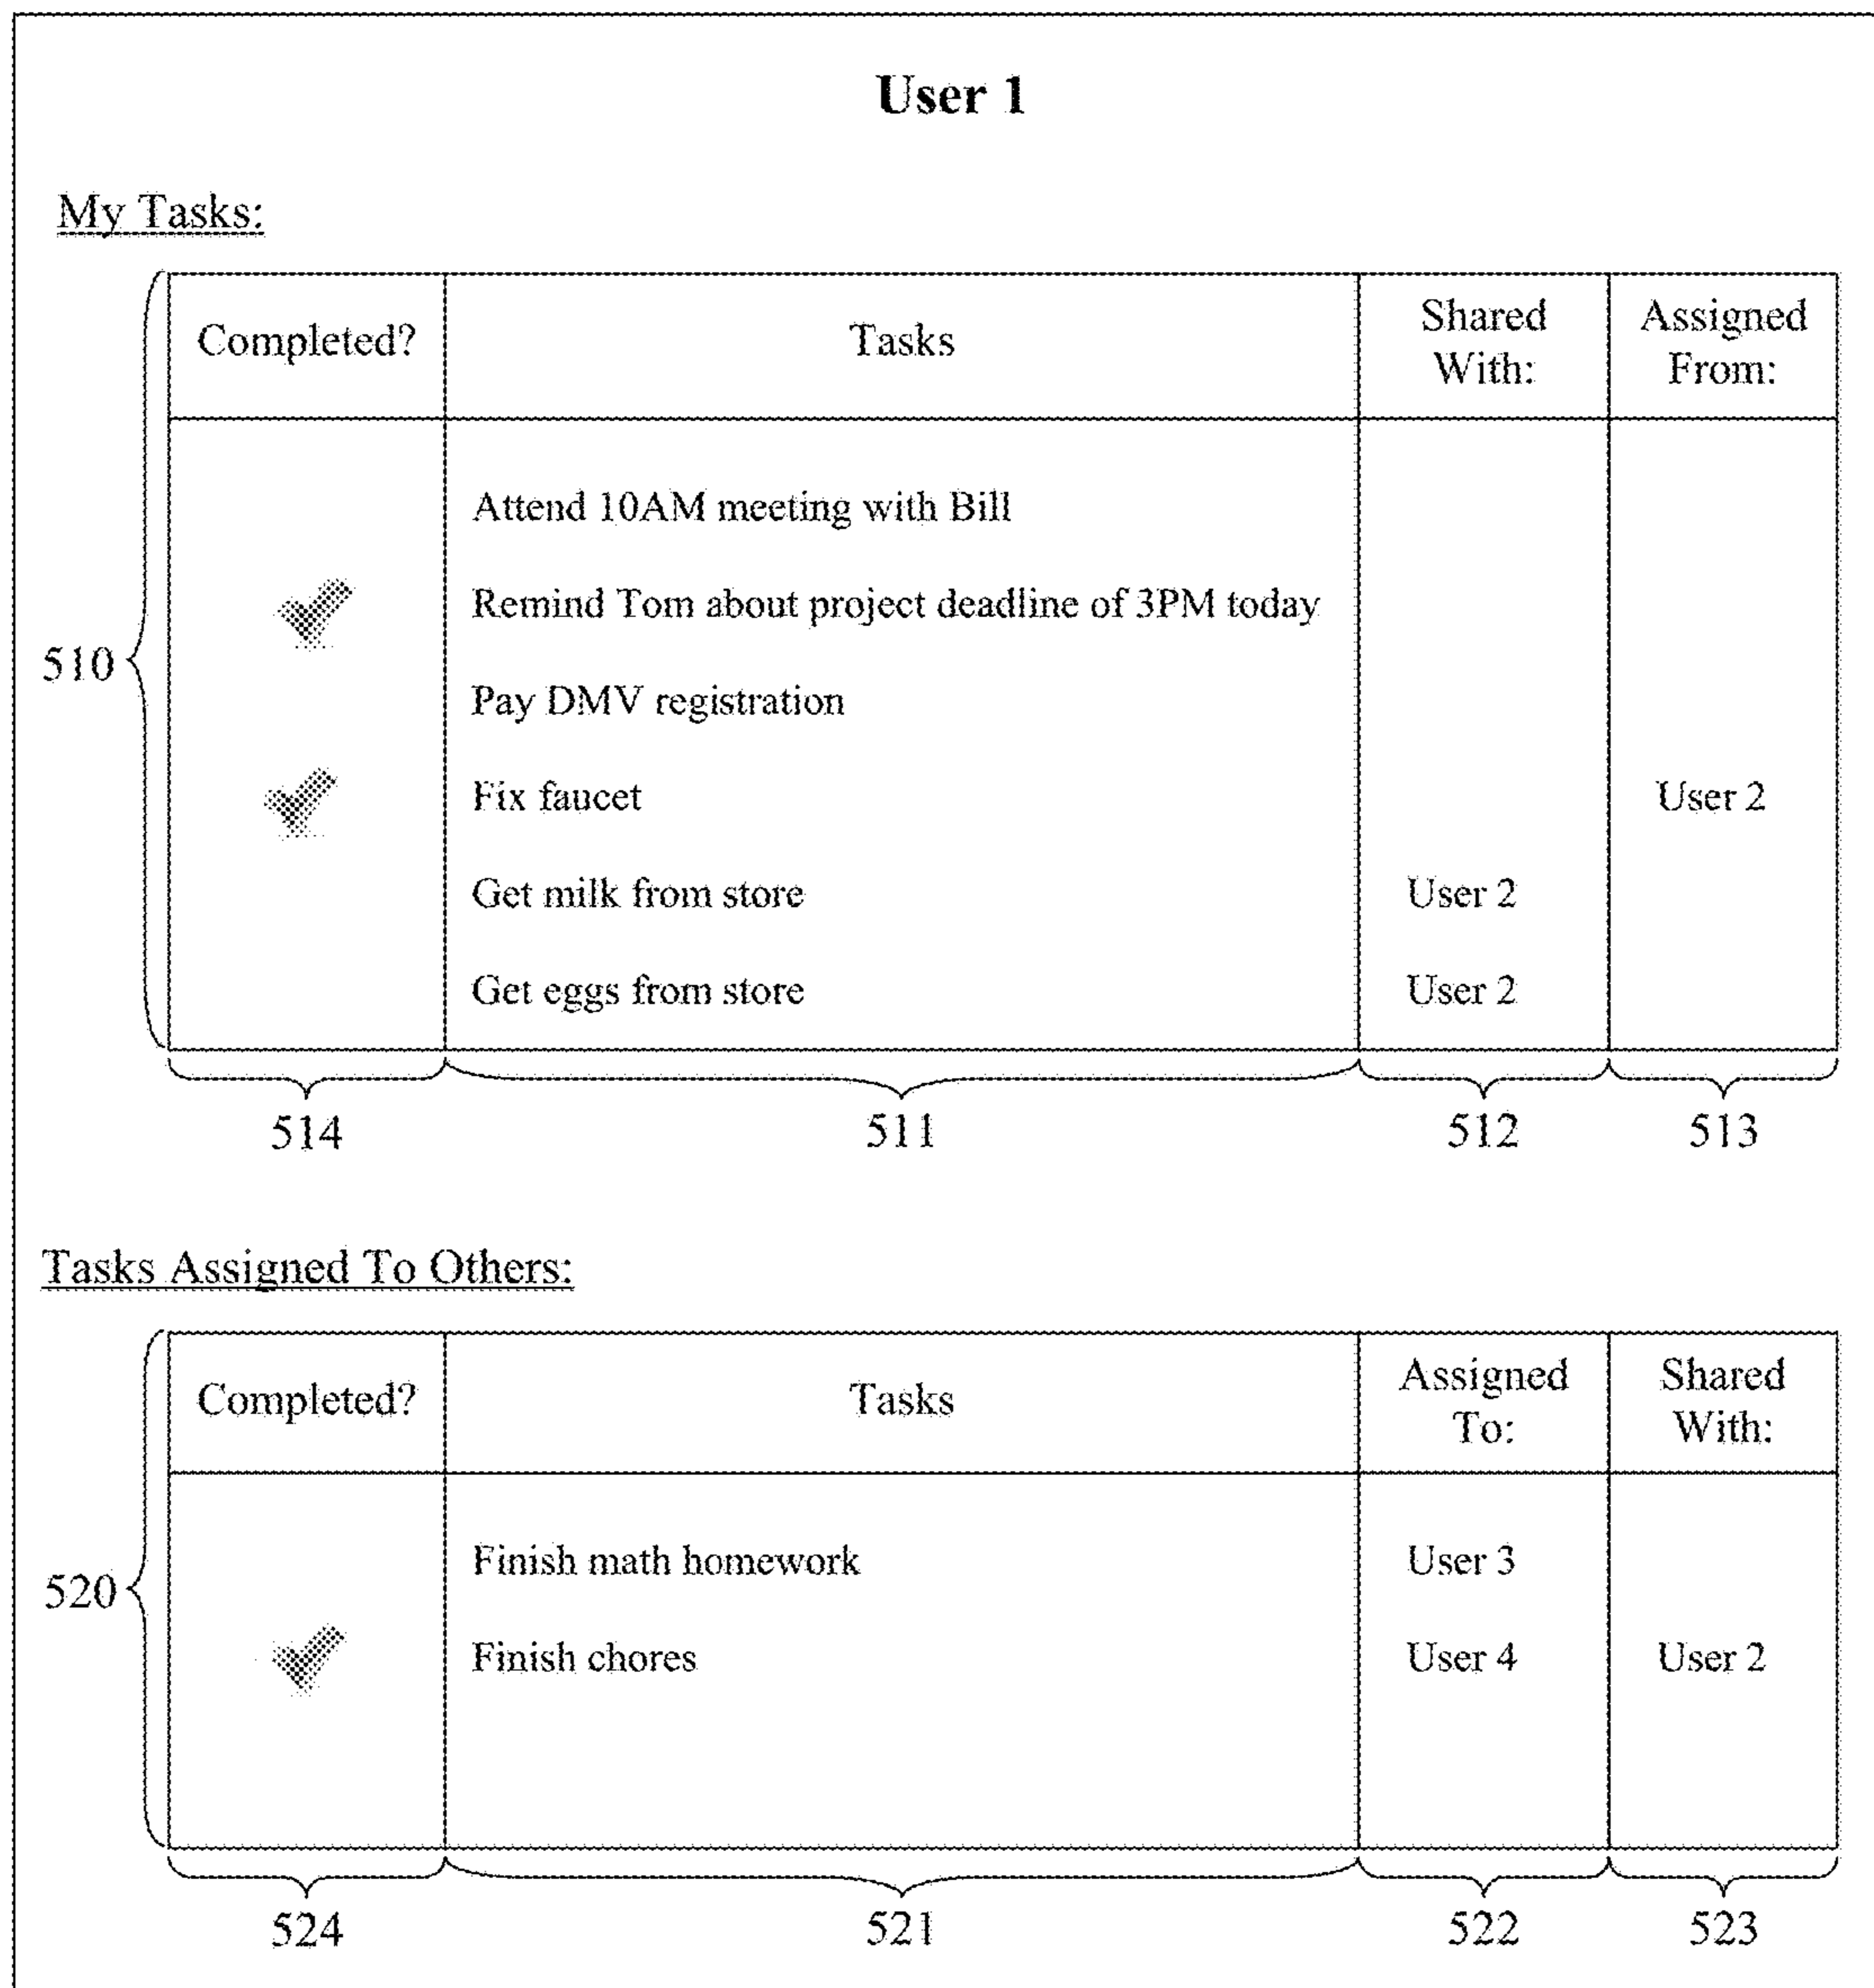 User 1
My Tasks:
Completed? Tasks Shared With: Assigned From:
Attend 10AM meeting with Bill
Remind Tom about project deadline of 3PM today
510
Pay DMV registration
Fix faucet User 2
Get milk from store User 2
Get eggs from store User 2
514 511 512 513
Tasks Assigned To Others:
Completed? Tasks Assigned To: Shared With:
Finish math homework User 3
520
Finish chores User 4 User 2
524 521 522 523